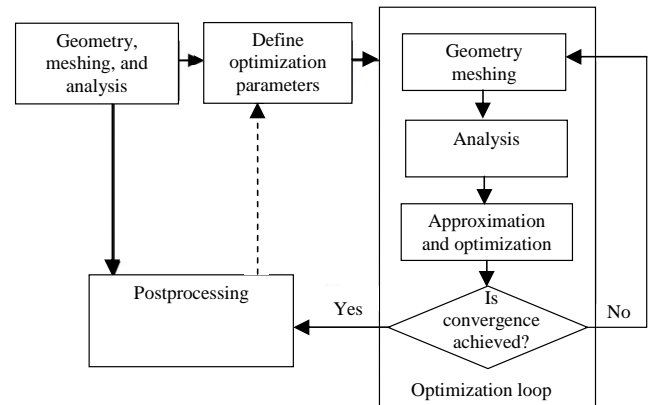 Geometry,
meshing, and
analysis
Define
optimization
parameters
Geometry
meshing
Analysis
Approximation
and optimization
Is
convergence
achieved?
Yes
No
Postprocessing
Optimization loop